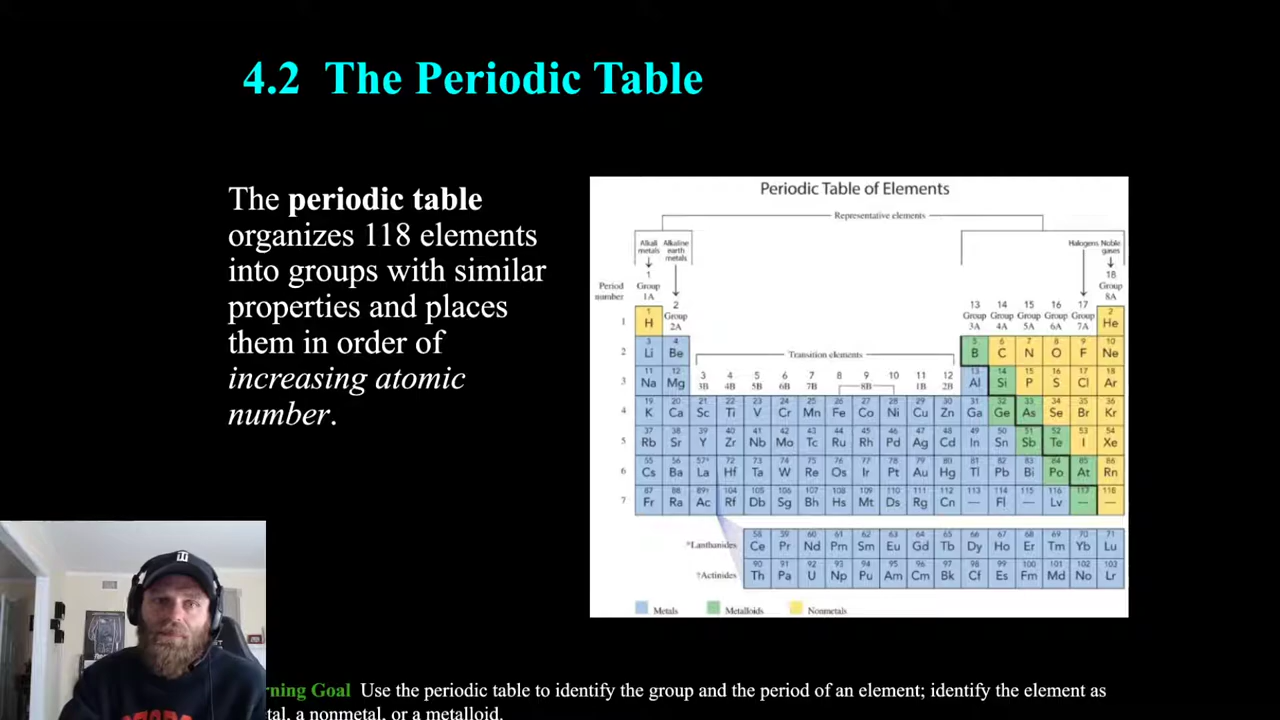 4.2 The Periodic Table
The periodic table
organizes 118 elements
into groups with similar
properties and places
them in order of
increasing atomic
number.
Periodic Table of Elements
Representative elements
Alkali metals
Alkaline earth metals
Halogens
Noble gases
Period number
1 Group 1A
2 Group 2A
13 Group 3A
14 Group 4A
15 Group 5A
16 Group 6A
17 Group 7A
18 Group 8A
Transition elements
3 4 5 6 7 8 9 10 11 12
3B 4B 5B 6B 7B 8B 1B 2B
1 1 H 2 He
2 3 Li 4 Be 5 B 6 C 7 N 8 O 9 F 10 Ne
3 11 Na 12 Mg 13 Al 14 Si 15 P 16 S 17 Cl 18 Ar
4 19 K 20 Ca 21 Sc 22 Ti 23 V 24 Cr 25 Mn 26 Fe 27 Co 28 Ni 29 Cu 30 Zn 31 Ga 32 Ge 33 As 34 Se 35 Br 36 Kr
5 37 Rb 38 Sr 39 Y 40 Zr 41 Nb 42 Mo 43 Tc 44 Ru 45 Rh 46 Pd 47 Ag 48 Cd 49 In 50 Sn 51 Sb 52 Te 53 I 54 Xe
6 55 Cs 56 Ba 57* La 72 Hf 73 Ta 74 W 75 Re 76 Os 77 Ir 78 Pt 79 Au 80 Hg 81 Tl 82 Pb 83 Bi 84 Po 85 At 86 Rn
7 87 Fr 88 Ra 89† Ac 104 Rf 105 Db 106 Sg 107 Bh 108 Hs 109 Mt 110 Ds 111 Rg 112 Cn 113 — 114 Fl 115 — 116 Lv 117 — 118 —
*Lanthanides 58 Ce 59 Pr 60 Nd 61 Pm 62 Sm 63 Eu 64 Gd 65 Tb 66 Dy 67 Ho 68 Er 69 Tm 70 Yb 71 Lu
†Actinides 90 Th 91 Pa 92 U 93 Np 94 Pu 95 Am 96 Cm 97 Bk 98 Cf 99 Es 100 Fm 101 Md 102 No 103 Lr
Metals Metalloids Nonmetals
rning Goal Use the periodic table to identify the group and the period of an element; identify the element as
tal, a nonmetal, or a metalloid.